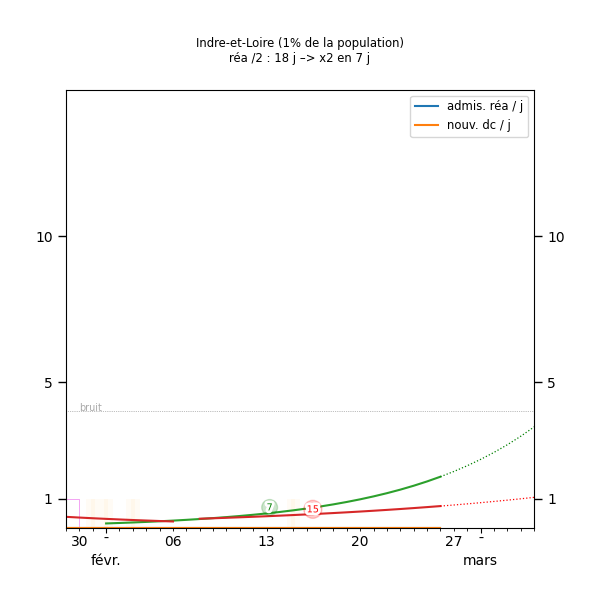 Indre-et-Loire (1% de la population)
réa /2 : 18 j –> x2 en 7 j
admis. réa / j
nouv. dc / j
10 10
5 5
bruit
1 1
7 15
30 - 06 13 20 27 -
févr. mars